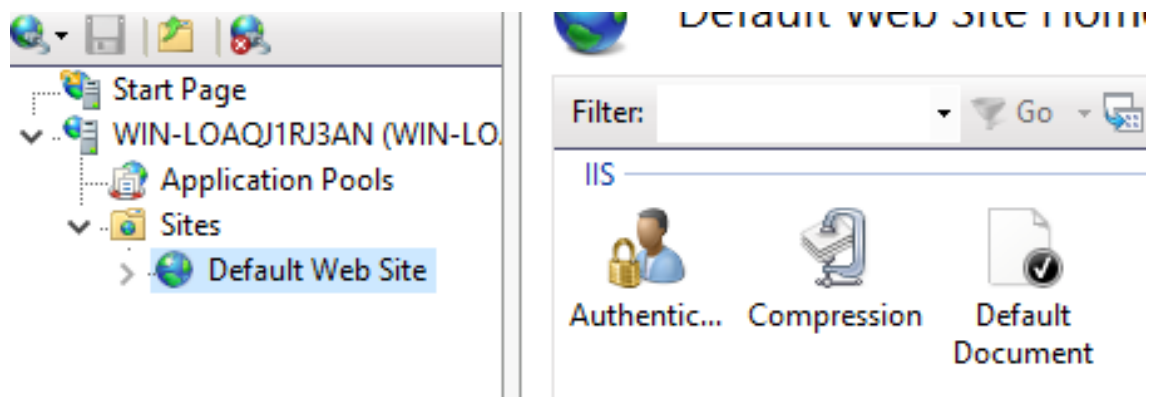 Start Page
WIN-LOAQJ1RJ3AN (WIN-LO
Application Pools
Sites
Default Web Site
Default Web Site Home
Filter:
Go
IIS
Authentic...
Compression
Default
Document